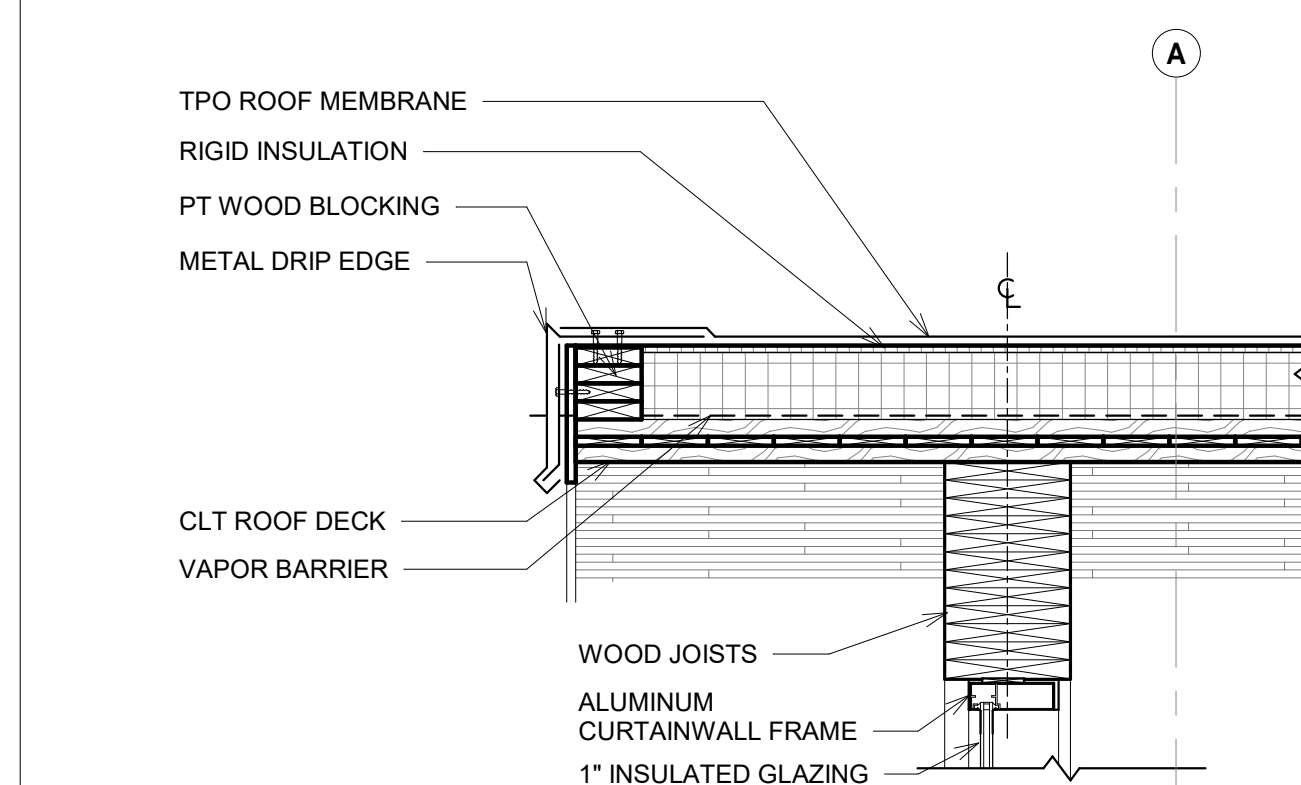 A
TPO ROOF MEMBRANE
RIGID INSULATION
PT WOOD BLOCKING
METAL DRIP EDGE
℄
CLT ROOF DECK
VAPOR BARRIER
WOOD JOISTS
ALUMINUM
CURTAINWALL FRAME
1" INSULATED GLAZING